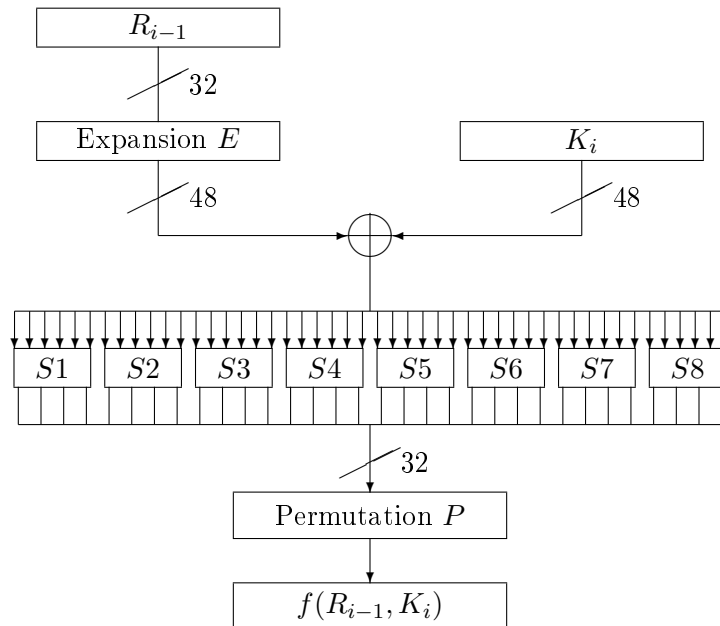 R_{i−1}
32
Expansion E
K_i
48
48
S1 S2 S3 S4 S5 S6 S7 S8
32
Permutation P
f(R_{i−1}, K_i)